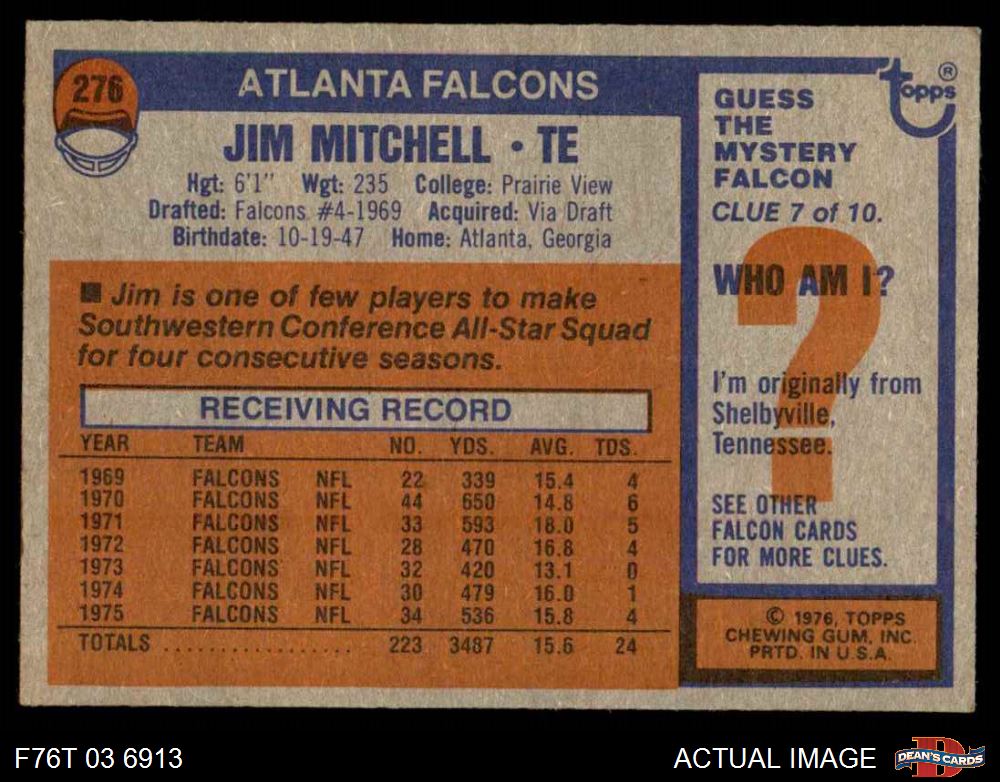 276
ATLANTA FALCONS
JIM MITCHELL • TE
Hgt: 6'1" Wgt: 235 College: Prairie View
Drafted: Falcons #4-1969 Acquired: Via Draft
Birthdate: 10-19-47 Home: Atlanta, Georgia
■ Jim is one of few players to make
Southwestern Conference All-Star Squad
for four consecutive seasons.
RECEIVING RECORD
YEAR TEAM NO. YDS. AVG. TDS.
1969 FALCONS NFL 22 339 15.4 4
1970 FALCONS NFL 44 650 14.8 6
1971 FALCONS NFL 33 593 18.0 5
1972 FALCONS NFL 28 470 16.8 4
1973 FALCONS NFL 32 420 13.1 0
1974 FALCONS NFL 30 479 16.0 1
1975 FALCONS NFL 34 536 15.8 4
TOTALS .................. 223 3487 15.6 24
Topps ®
GUESS
THE
MYSTERY
FALCON
CLUE 7 of 10.
WHO AM I?
?
I'm originally from
Shelbyville,
Tennessee.
SEE OTHER
FALCON CARDS
FOR MORE CLUES.
© 1976, TOPPS
CHEWING GUM, INC.
PRTD. IN U.S.A.
F76T 03 6913
ACTUAL IMAGE
D
DEAN'S CARDS